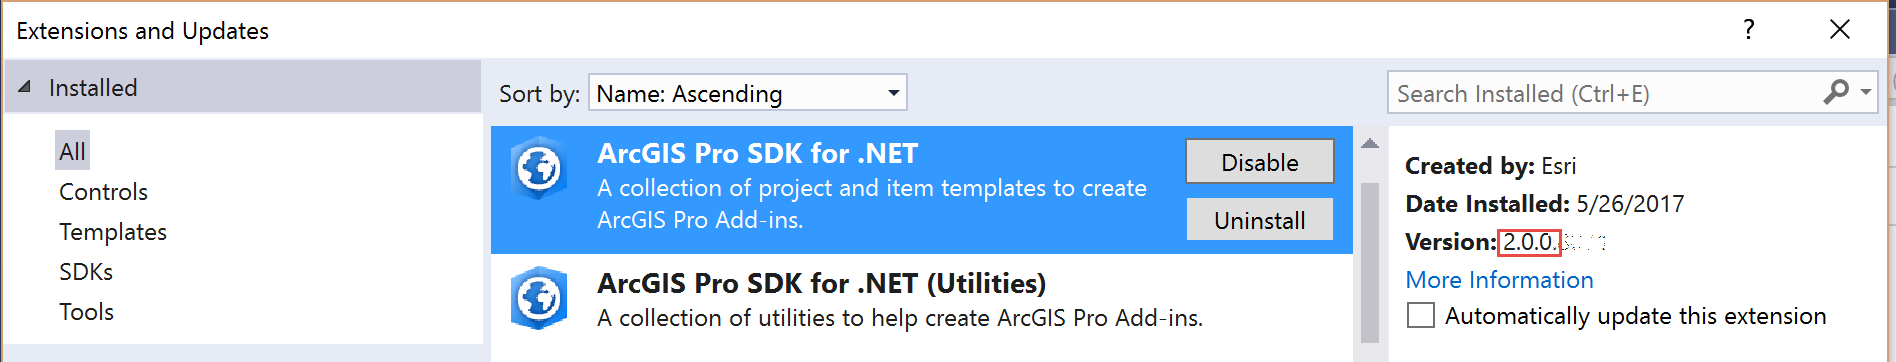 Extensions and Updates
?
Installed
All
Controls
Templates
SDKs
Tools
Sort by: Name: Ascending
ArcGIS Pro SDK for .NET
A collection of project and item templates to create
ArcGIS Pro Add-ins.
Disable
Uninstall
ArcGIS Pro SDK for .NET (Utilities)
A collection of utilities to help create ArcGIS Pro Add-ins.
Search Installed (Ctrl+E)
Created by: Esri
Date Installed: 5/26/2017
Version: 2.0.0
More Information
Automatically update this extension